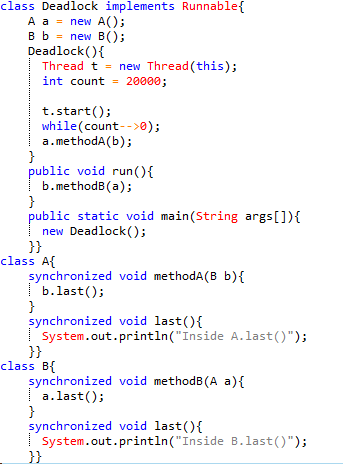 class Deadlock implements Runnable{
A a = new A();
B b = new B();
Deadlock(){
Thread t = new Thread(this);
int count = 20000;
t.start();
while(count-->0);
a.methodA(b);
}
public void run(){
b.methodB(a);
}
public static void main(String args[]){
new Deadlock();
}}
class A{
synchronized void methodA(B b){
b.last();
}
synchronized void last(){
System.out.println("Inside A.last()");
}}
class B{
synchronized void methodB(A a){
a.last();
}
synchronized void last(){
System.out.println("Inside B.last()");
}}